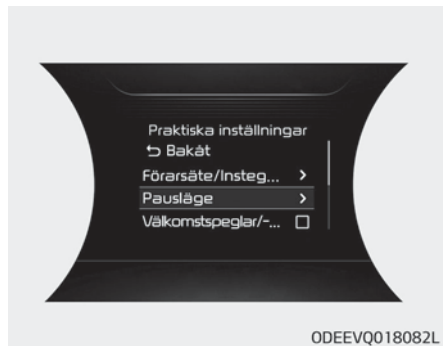 Praktiska inställningar
Bakåt
Förarsäte/Insteg...
Pausläge
Välkomstspeglar/-...
ODEEVQ018082L